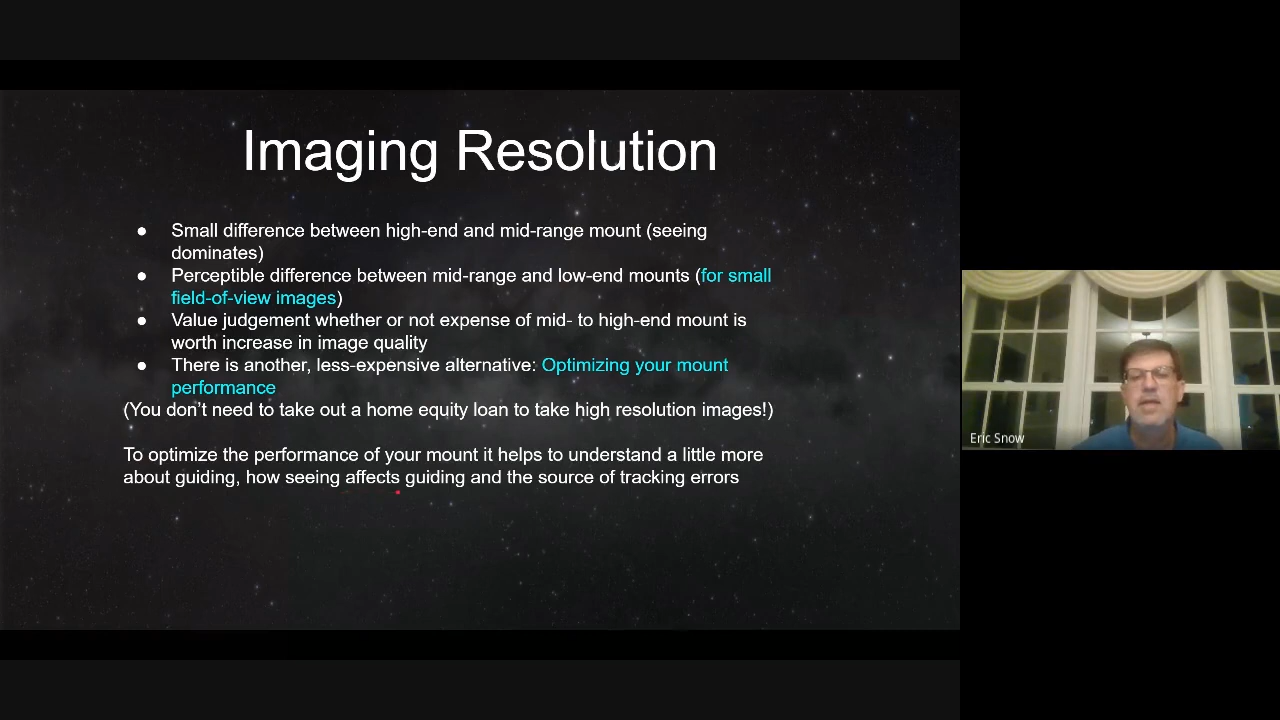 Imaging Resolution
● Small difference between high-end and mid-range mount (seeing
dominates)
● Perceptible difference between mid-range and low-end mounts (for small
field-of-view images)
● Value judgement whether or not expense of mid- to high-end mount is
worth increase in image quality
● There is another, less-expensive alternative: Optimizing your mount
performance
(You don’t need to take out a home equity loan to take high resolution images!)
To optimize the performance of your mount it helps to understand a little more
about guiding, how seeing affects guiding and the source of tracking errors
Eric Snow